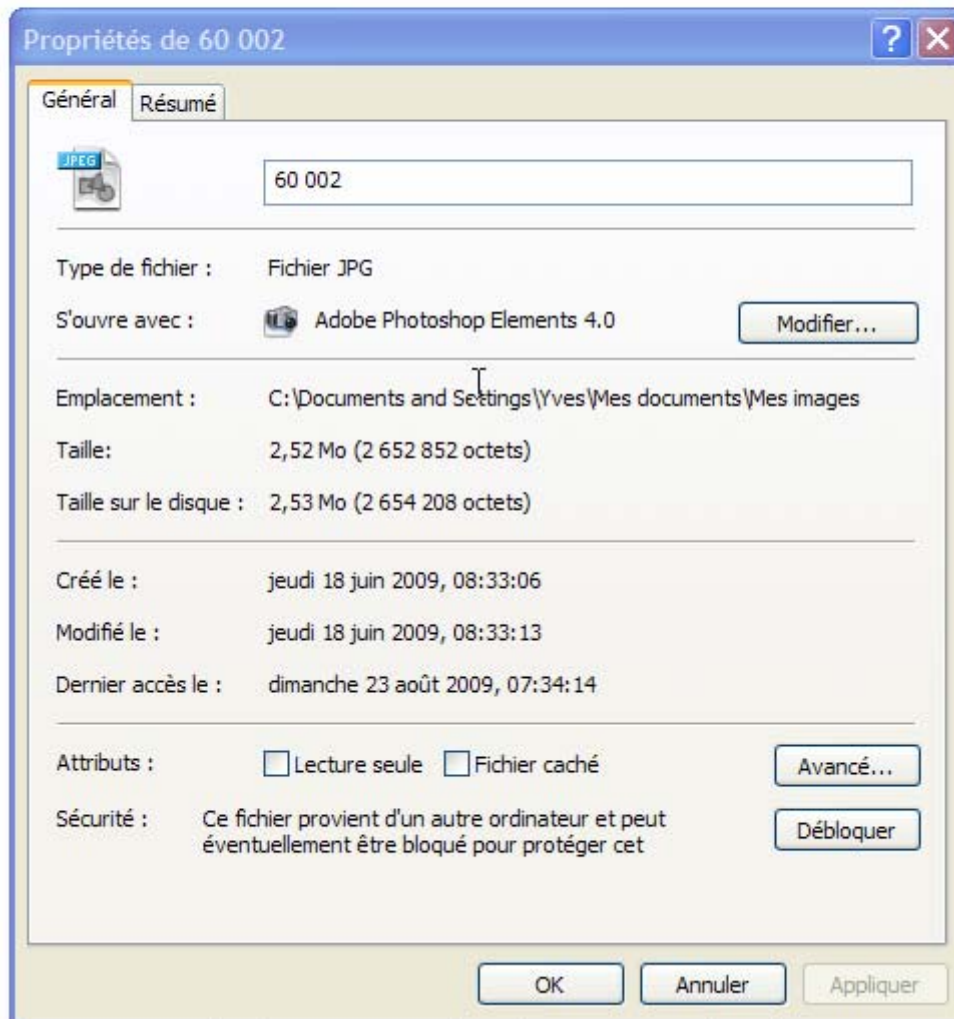 Propriétés de 60 002
Général Résumé
JPEG
60 002
Type de fichier : Fichier JPG
S'ouvre avec : Adobe Photoshop Elements 4.0 Modifier...
Emplacement : C:\Documents and Settings\Yves\Mes documents\Mes images
Taille: 2,52 Mo (2 652 852 octets)
Taille sur le disque : 2,53 Mo (2 654 208 octets)
Créé le : jeudi 18 juin 2009, 08:33:06
Modifié le : jeudi 18 juin 2009, 08:33:13
Dernier accès le : dimanche 23 août 2009, 07:34:14
Attributs : Lecture seule Fichier caché Avancé...
Sécurité : Ce fichier provient d'un autre ordinateur et peut
éventuellement être bloqué pour protéger cet
Débloquer
OK Annuler Appliquer